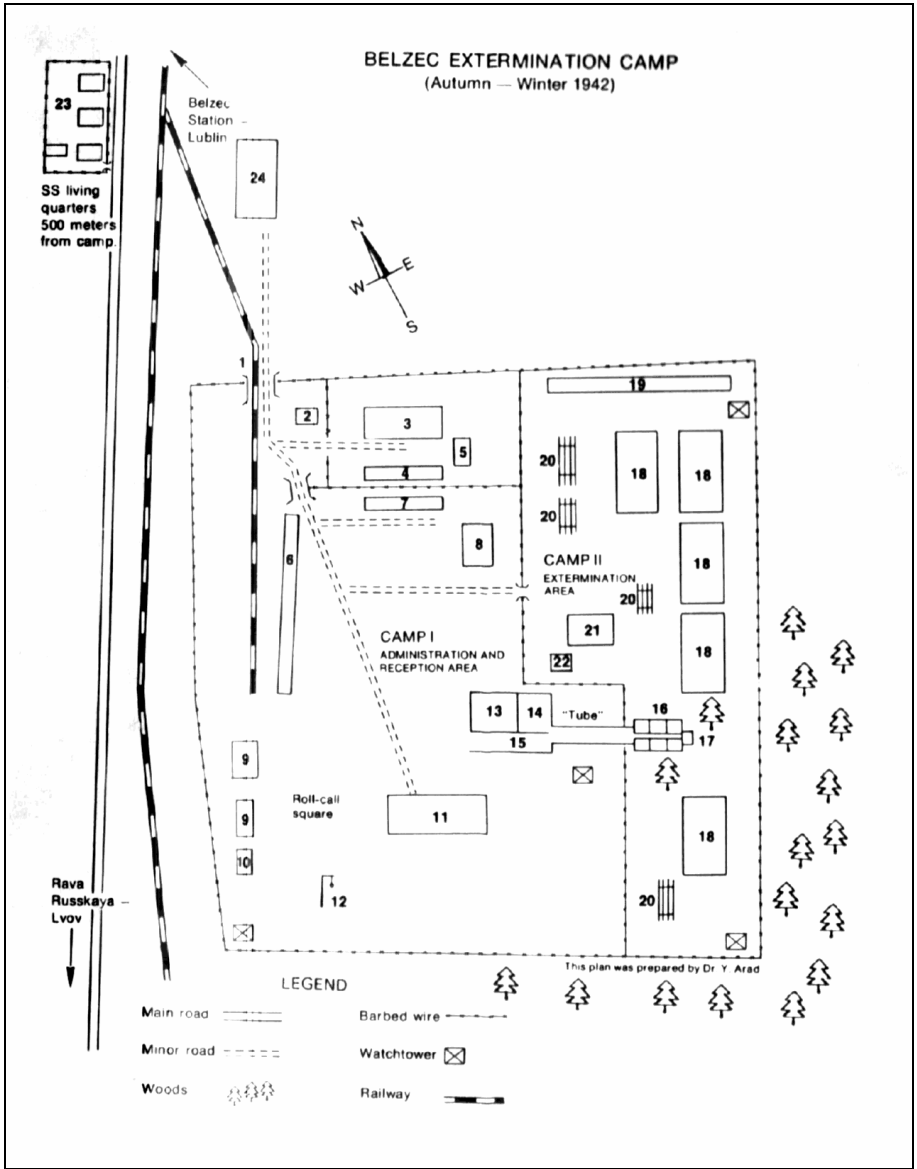 BELZEC EXTERMINATION CAMP
(Autumn — Winter 1942)
23
Belzec
Station –
Lublin
24
SS living
quarters
500 meters
from camp.
N
E
W
S
1
2
3
5
4
7
6
8
19
20
18
18
20
18
CAMP II
EXTERMINATION
AREA
20
21
22
18
CAMP I
ADMINISTRATION AND
RECEPTION AREA
13
14
"Tube"
16
15
17
9
9
10
Roll-call
square
11
12
18
20
Rava
Russkaya –
Lvov
This plan was prepared by Dr Y. Arad
LEGEND
Main road
Barbed wire
Minor road
Watchtower
Woods
Railway